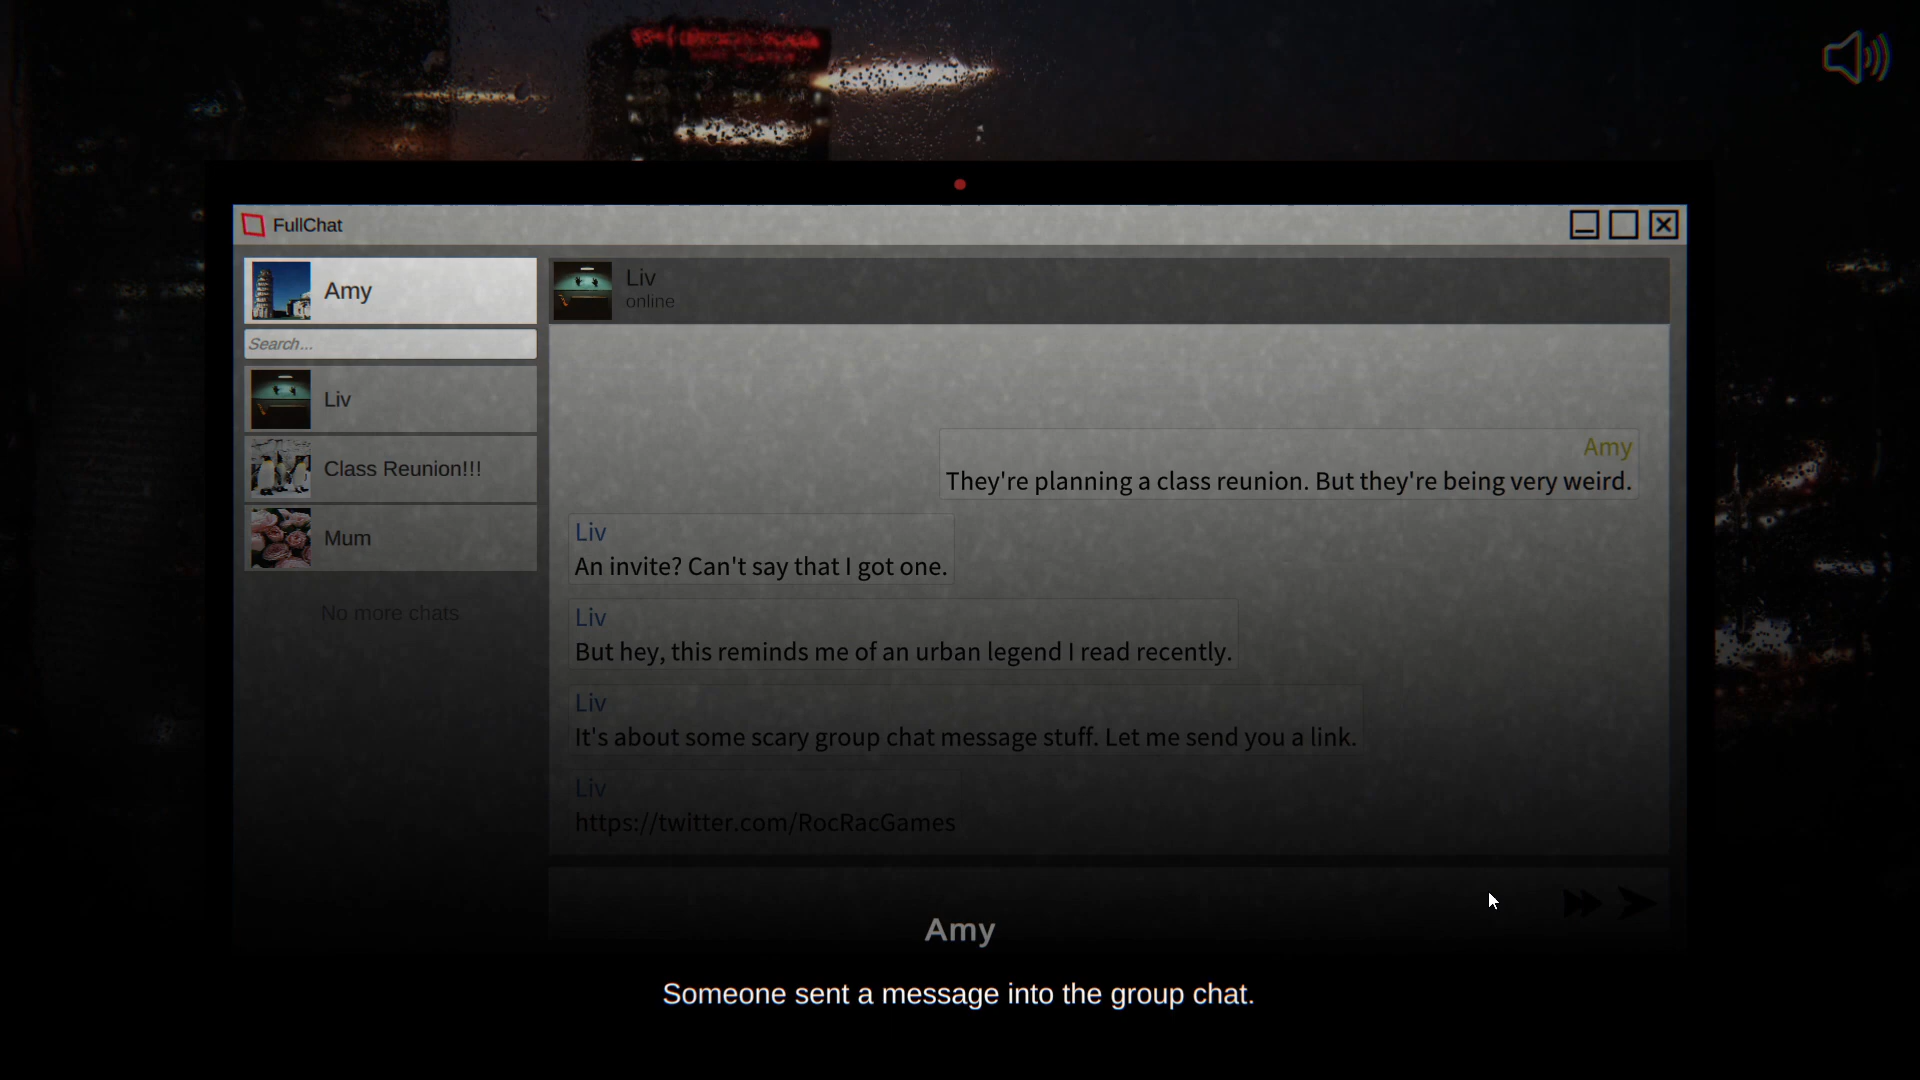 FullChat
Amy
Search...
Liv
Class Reunion!!!
Mum
No more chats
Liv
online
Amy
They're planning a class reunion. But they're being very weird.
Liv
An invite? Can't say that I got one.
Liv
But hey, this reminds me of an urban legend I read recently.
Liv
It's about some scary group chat message stuff. Let me send you a link.
Liv
https://twitter.com/RocRacGames
Amy
Someone sent a message into the group chat.